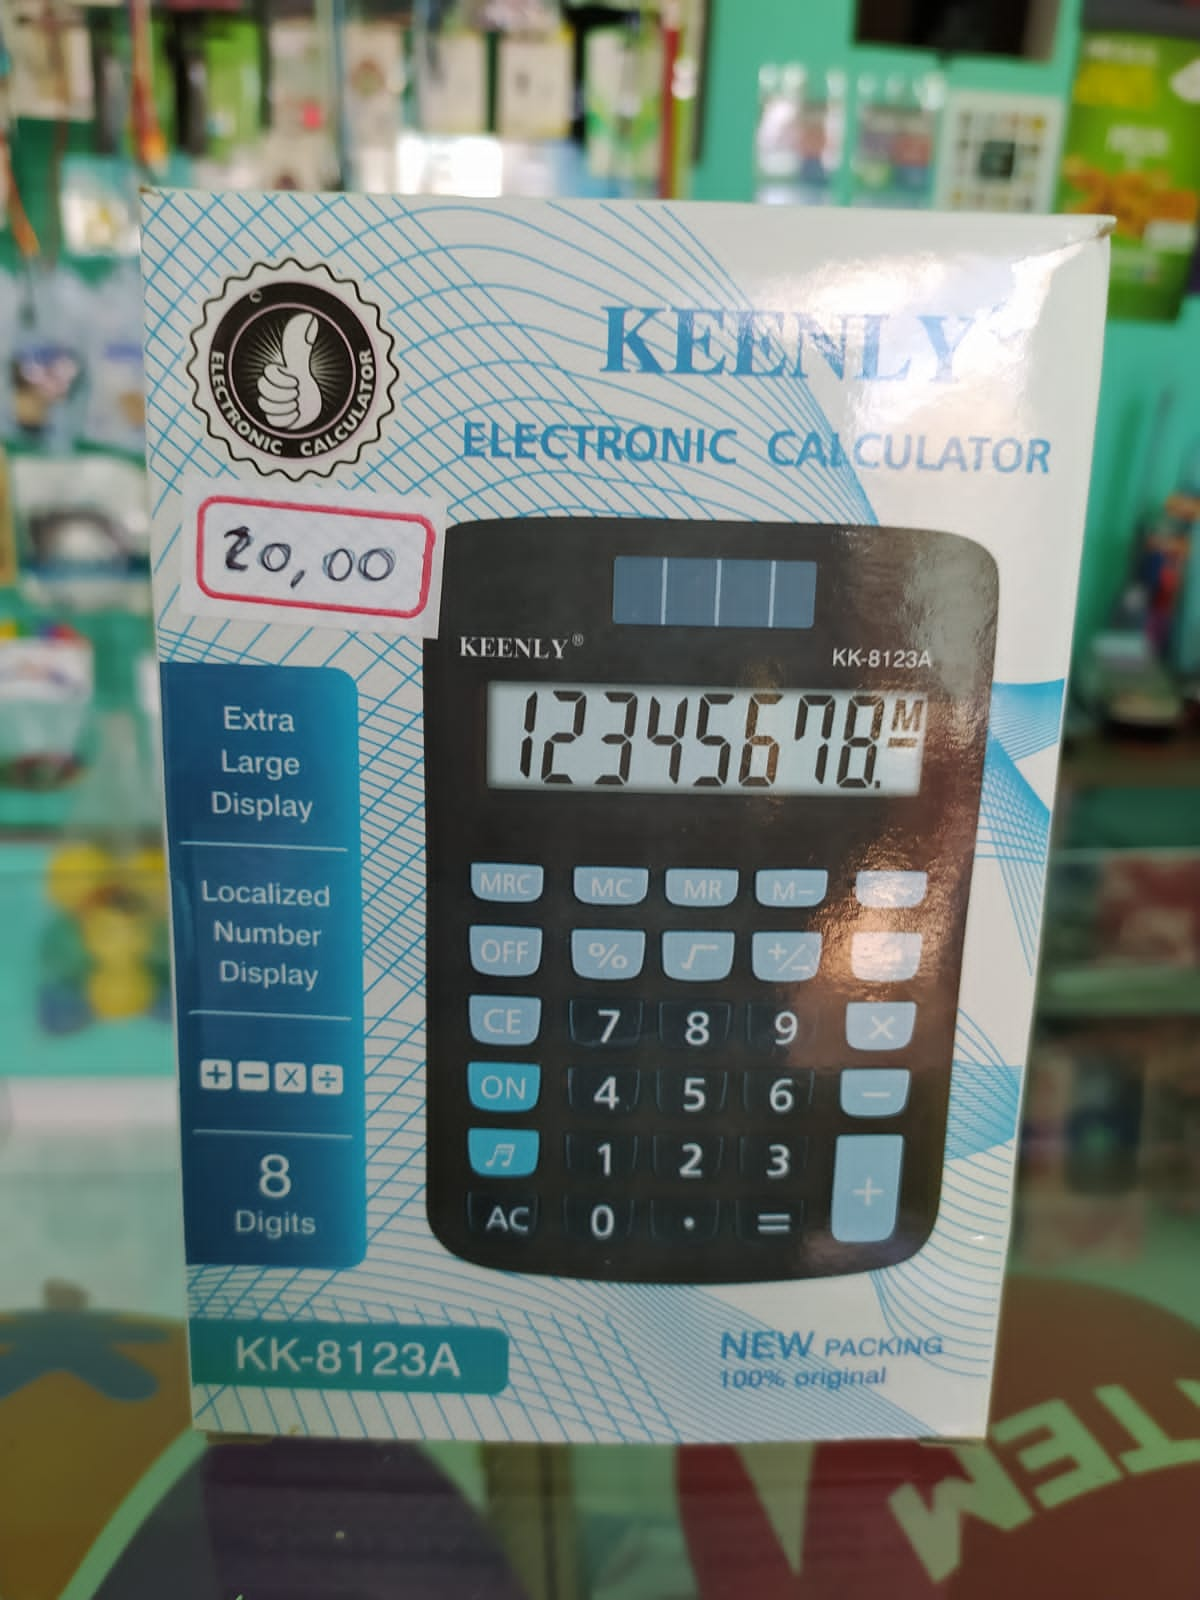 ELECTRONIC CALCULATOR
KEENLY
ELECTRONIC CALCULATOR
20,00
KEENLY®
KK-8123A
12345678.M
Extra
Large
Display
Localized
Number
Display
+ - X ÷
8
Digits
MRC MC MR M-
OFF % √ +/-
CE 7 8 9 ×
ON 4 5 6 −
♬ 1 2 3 +
AC 0 . =
KK-8123A
NEW PACKING
100% original
TEM